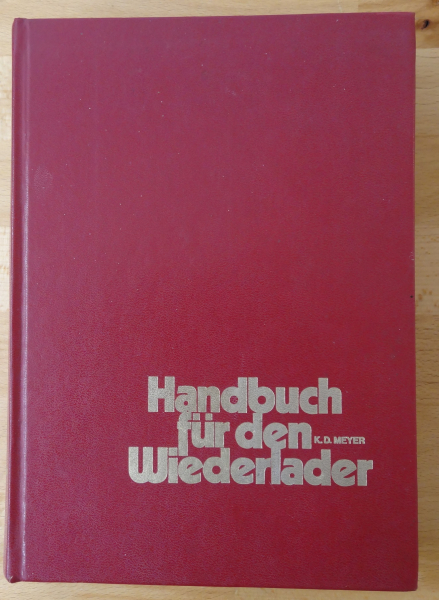 Handbuch
für den K. D. MEYER
Wiederlader